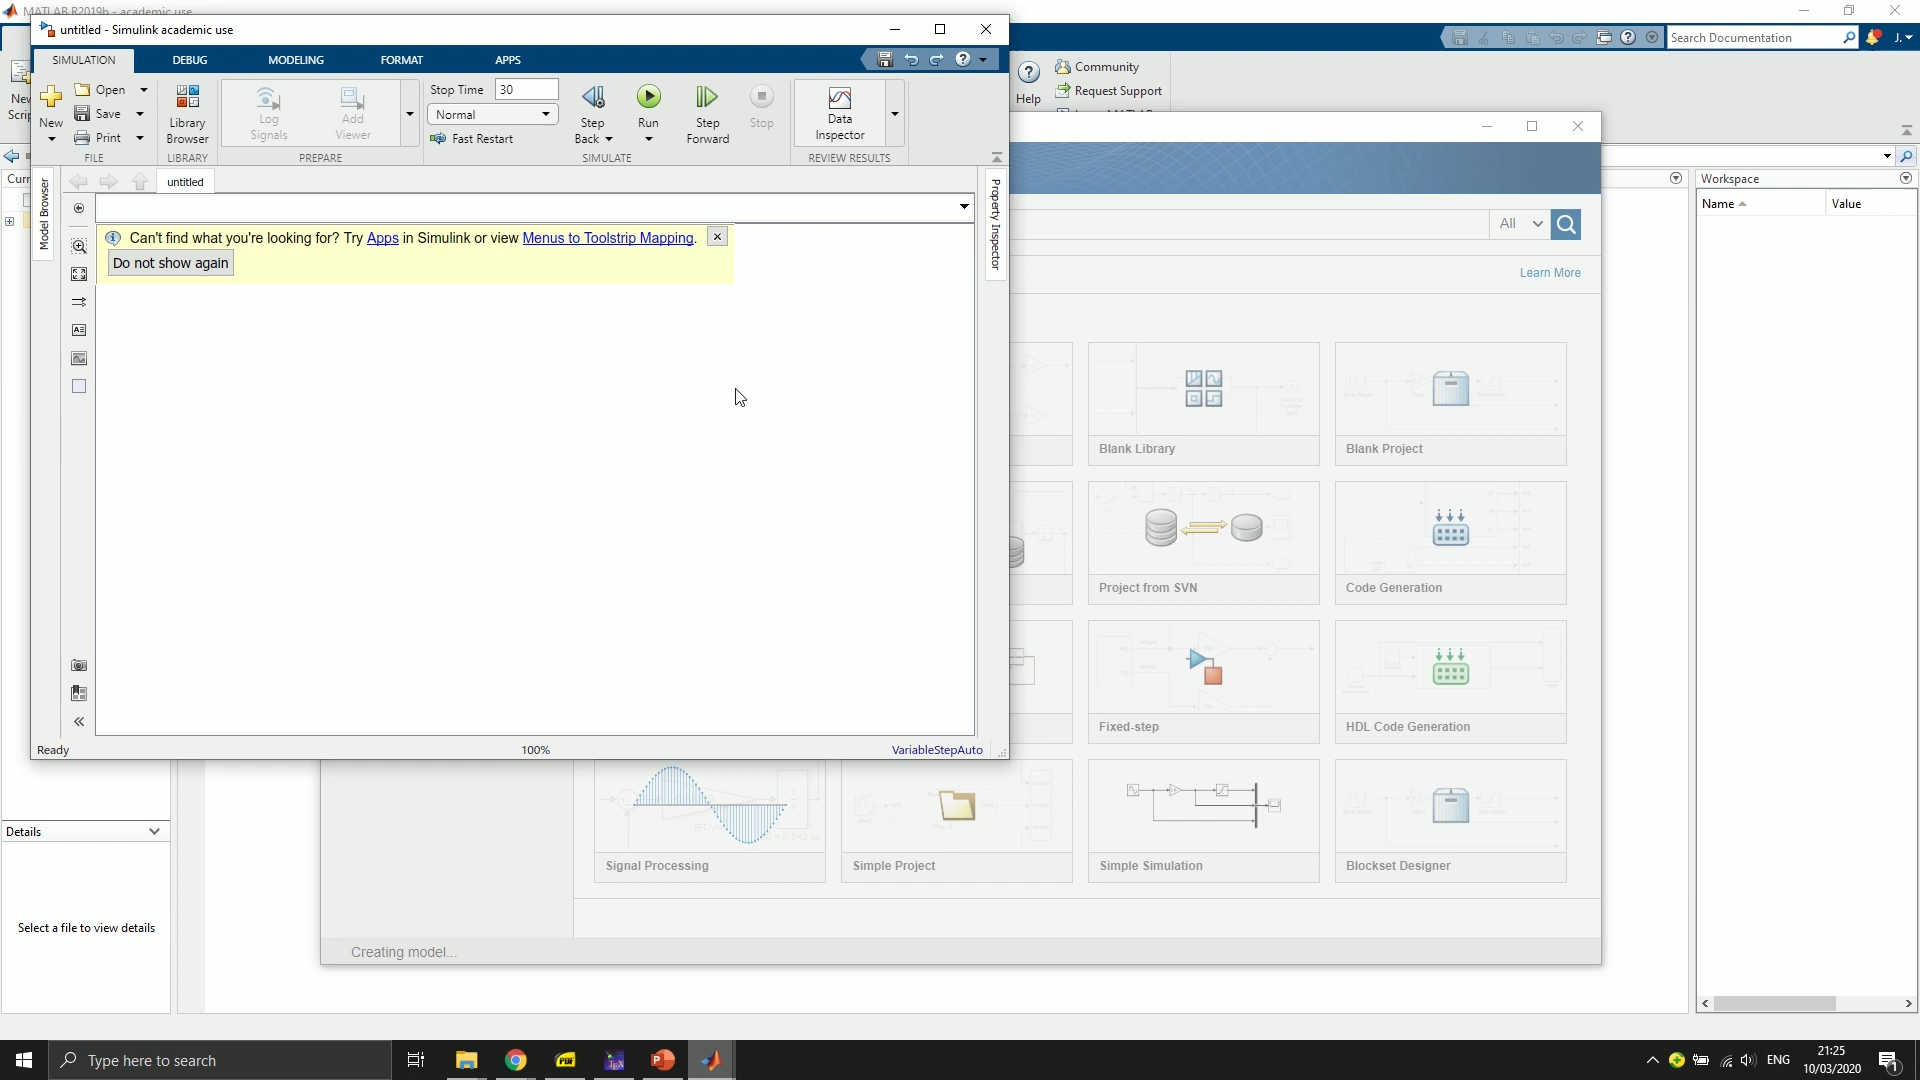 MATLAB R2019b - academic use
untitled - Simulink academic use
Search Documentation
J.
SIMULATION
DEBUG
MODELING
FORMAT
APPS
New
Open
Save
Print
FILE
Library
Browser
LIBRARY
Log
Signals
Add
Viewer
PREPARE
Stop Time 30
Normal
Fast Restart
Step
Back
Run
Step
Forward
Stop
SIMULATE
Data
Inspector
REVIEW RESULTS
Help
Community
Request Support
Model Browser
untitled
Property Inspector
Can't find what you're looking for? Try Apps in Simulink or view Menus to Toolstrip Mapping.
Do not show again
All
Learn More
Workspace
Name
Value
Blank Library
Blank Project
Project from SVN
Code Generation
Fixed-step
HDL Code Generation
Ready
100%
VariableStepAuto
Signal Processing
Simple Project
Simple Simulation
Blockset Designer
Details
Select a file to view details
Creating model...
Type here to search
ENG
21:25
10/03/2020
1